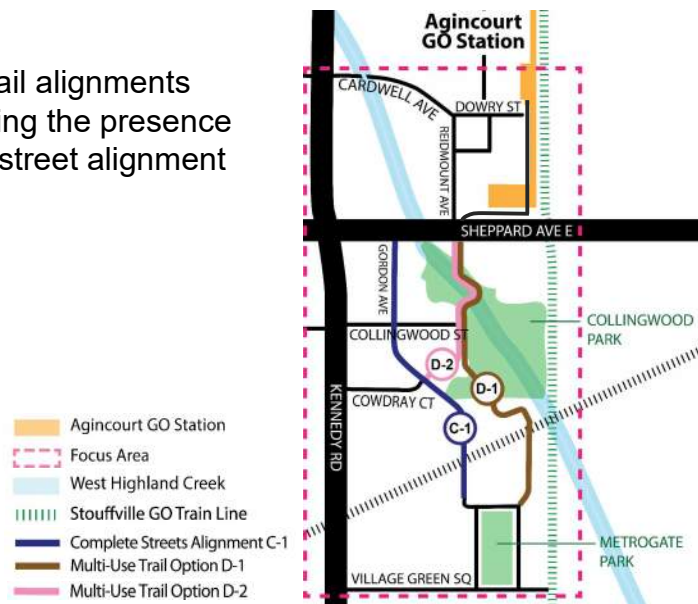 ail alignments
ing the presence
street alignment
Agincourt
GO Station
CARDWELL AVE
DOWRY ST
REIDMOUNT AVE
SHEPPARD AVE E
GORDON AVE
COLLINGWOOD ST
COLLINGWOOD
PARK
D-2
D-1
KENNEDY RD
COWDRAY CT
C-1
METROGATE
PARK
VILLAGE GREEN SQ
Agincourt GO Station
Focus Area
West Highland Creek
Stouffville GO Train Line
Complete Streets Alignment C-1
Multi-Use Trail Option D-1
Multi-Use Trail Option D-2